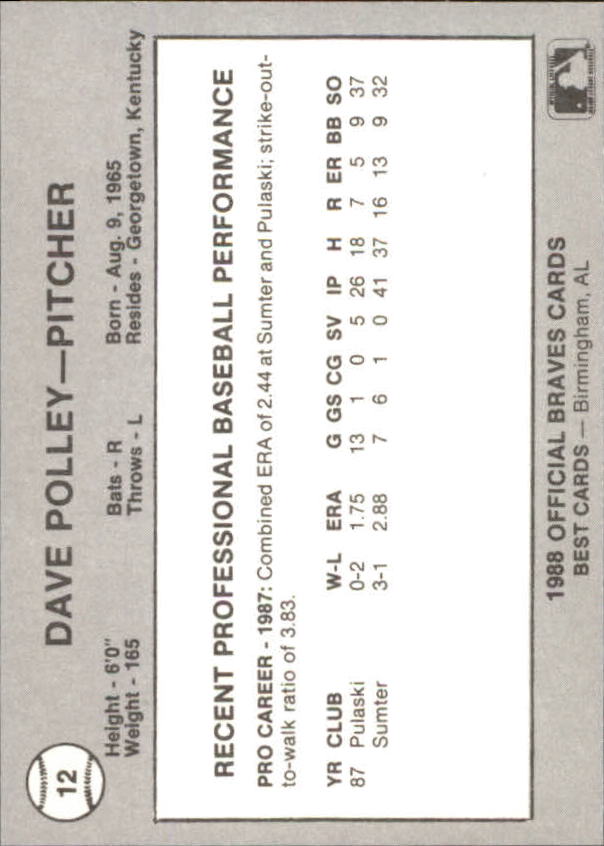 12
DAVE POLLEY—PITCHER
Height - 6'0" Bats - R Born - Aug. 9, 1965
Weight - 165 Throws - L Resides - Georgetown, Kentucky
RECENT PROFESSIONAL BASEBALL PERFORMANCE
PRO CAREER - 1987: Combined ERA of 2.44 at Sumter and Pulaski; strike-out-
to-walk ratio of 3.83.
YR CLUB W-L ERA G GS CG SV IP H R ER BB SO
87 Pulaski 0-2 1.75 13 1 0 5 26 18 7 5 9 37
Sumter 3-1 2.88 7 6 1 0 41 37 16 13 9 32
1988 OFFICIAL BRAVES CARDS
BEST CARDS — Birmingham, AL